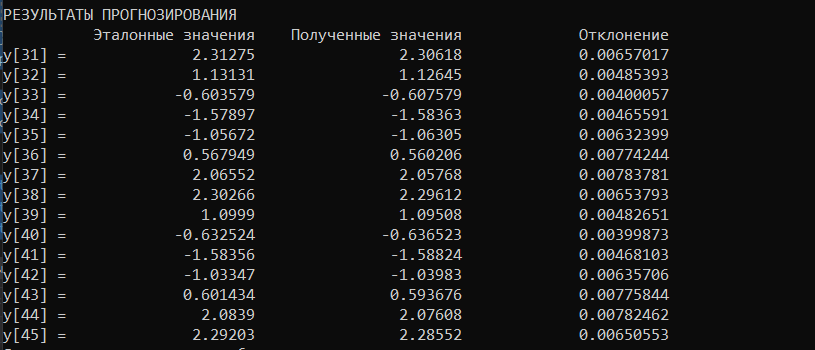 РЕЗУЛЬТАТЫ ПРОГНОЗИРОВАНИЯ
Эталонные значения Полученные значения Отклонение
y[31] = 2.31275 2.30618 0.00657017
y[32] = 1.13131 1.12645 0.00485393
y[33] = -0.603579 -0.607579 0.00400057
y[34] = -1.57897 -1.58363 0.00465591
y[35] = -1.05672 -1.06305 0.00632399
y[36] = 0.567949 0.560206 0.00774244
y[37] = 2.06552 2.05768 0.00783781
y[38] = 2.30266 2.29612 0.00653793
y[39] = 1.0999 1.09508 0.00482651
y[40] = -0.632524 -0.636523 0.00399873
y[41] = -1.58356 -1.58824 0.00468103
y[42] = -1.03347 -1.03983 0.00635706
y[43] = 0.601434 0.593676 0.00775844
y[44] = 2.0839 2.07608 0.00782462
y[45] = 2.29203 2.28552 0.00650553